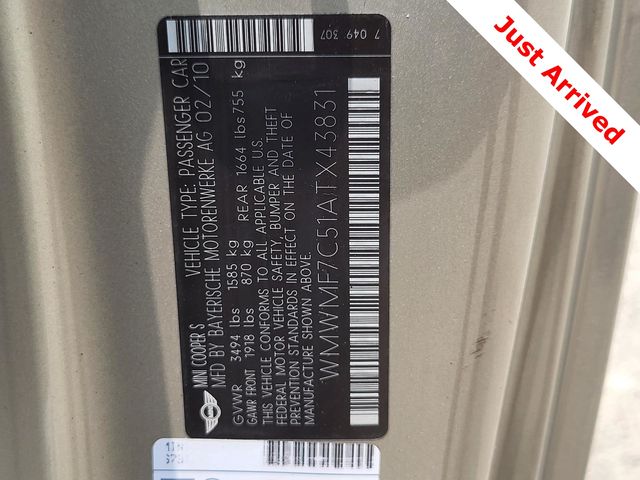 Just Arrived
MINI COOPER S VEHICLE TYPE: PASSENGER CAR
MFD BY BAYERISCHE MOTORENWERKE AG 02/10
GVWR 3494 lbs 1585 kg
GAWR FRONT 1918 lbs 870 kg REAR 1664 lbs 755 kg
THIS VEHICLE CONFORMS TO ALL APPLICABLE U.S.
FEDERAL MOTOR VEHICLE SAFETY, BUMPER AND THEFT
PREVENTION STANDARDS IN EFFECT ON THE DATE OF
MANUFACTURE SHOWN ABOVE.
WMWMF7C51ATX43831
7 049 307